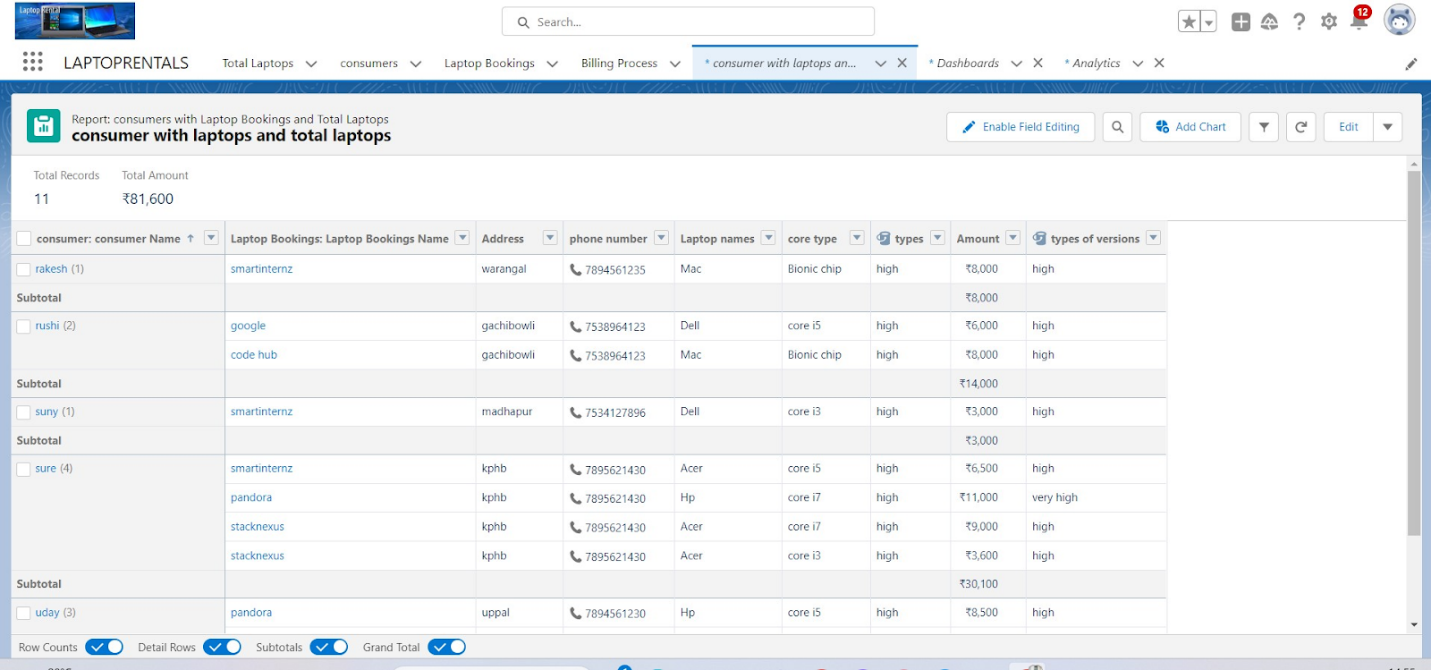 Laptop Rental
Search...
12
LAPTOPRENTALS Total Laptops consumers Laptop Bookings Billing Process * consumer with laptops an... * Dashboards * Analytics
Report: consumers with Laptop Bookings and Total Laptops
consumer with laptops and total laptops
Enable Field Editing Add Chart Edit
Total Records Total Amount
11 ₹81,600
consumer: consumer Name ↑ Laptop Bookings: Laptop Bookings Name Address phone number Laptop names core type types Amount types of versions
rakesh (1) smartinternz warangal 7894561235 Mac Bionic chip high ₹8,000 high
Subtotal ₹8,000
rushi (2) google gachibowli 7538964123 Dell core i5 high ₹6,000 high
code hub gachibowli 7538964123 Mac Bionic chip high ₹8,000 high
Subtotal ₹14,000
suny (1) smartinternz madhapur 7534127896 Dell core i3 high ₹3,000 high
Subtotal ₹3,000
sure (4) smartinternz kphb 7895621430 Acer core i5 high ₹6,500 high
pandora kphb 7895621430 Hp core i7 high ₹11,000 very high
stacknexus kphb 7895621430 Acer core i7 high ₹9,000 high
stacknexus kphb 7895621430 Acer core i3 high ₹3,600 high
Subtotal ₹30,100
uday (3) pandora uppal 7894561230 Hp core i5 high ₹8,500 high
Row Counts Detail Rows Subtotals Grand Total